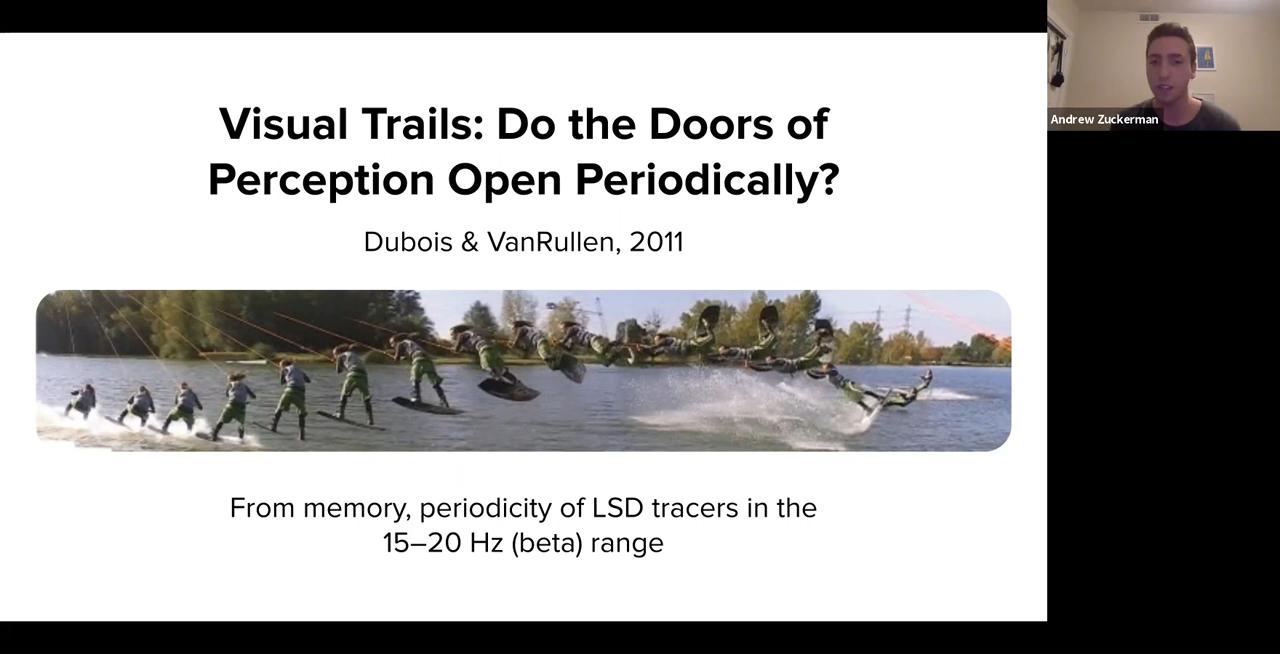 Visual Trails: Do the Doors of
Perception Open Periodically?
Dubois & VanRullen, 2011
From memory, periodicity of LSD tracers in the
15–20 Hz (beta) range
Andrew Zuckerman